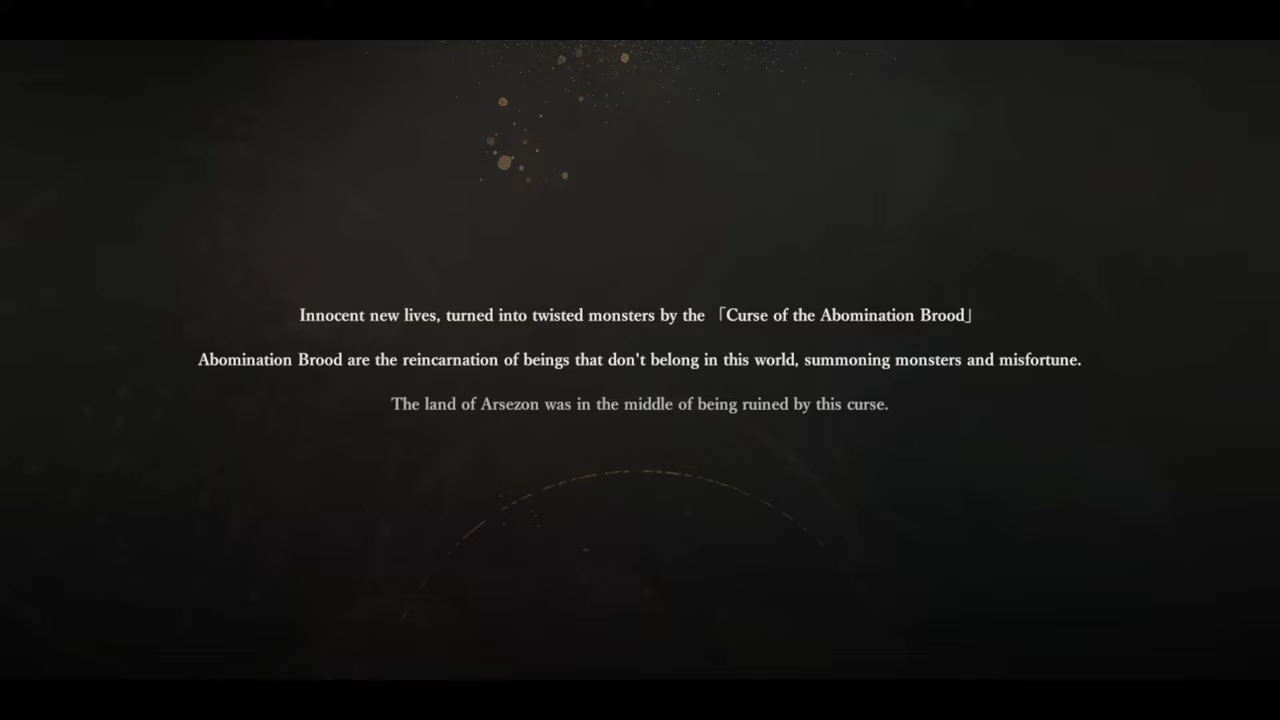 Innocent new lives, turned into twisted monsters by the 「Curse of the Abomination Brood」
Abomination Brood are the reincarnation of beings that don't belong in this world, summoning monsters and misfortune.
The land of Arsezon was in the middle of being ruined by this curse.